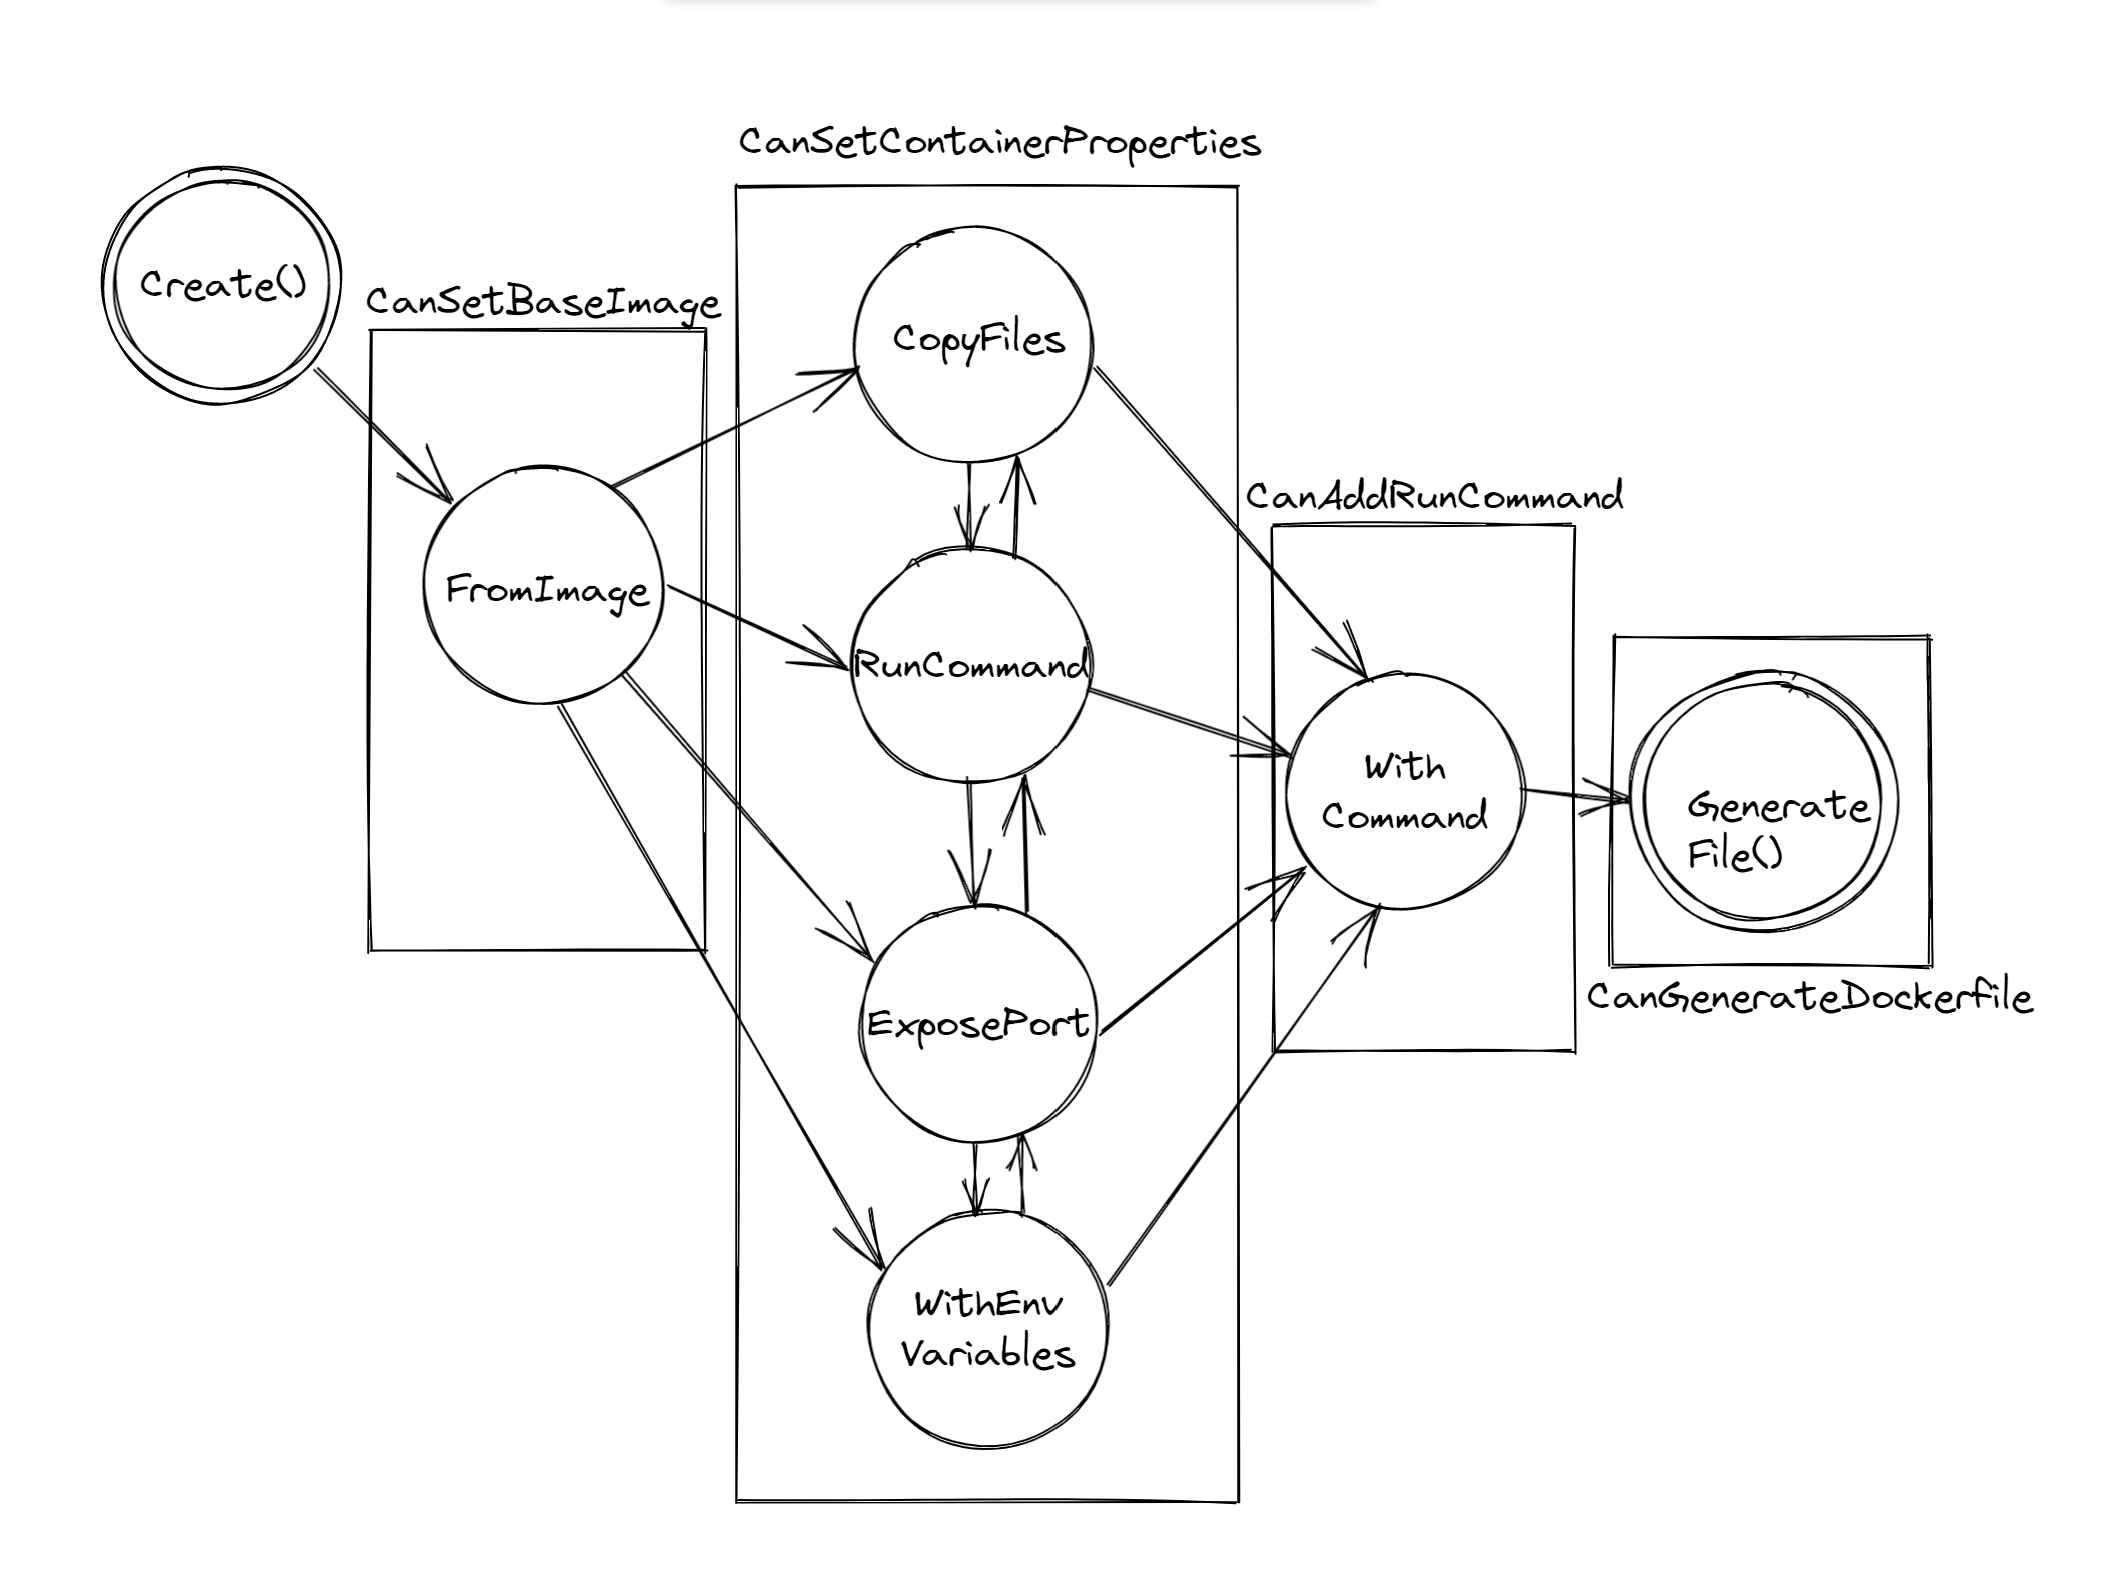 CanSetContainerProperties
Create()
CanSetBaseImage
CopyFiles
CanAddRunCommand
FromImage
RunCommand
With
Command
Generate
File()
CanGenerateDockerfile
ExposePort
WithEnv
Variables